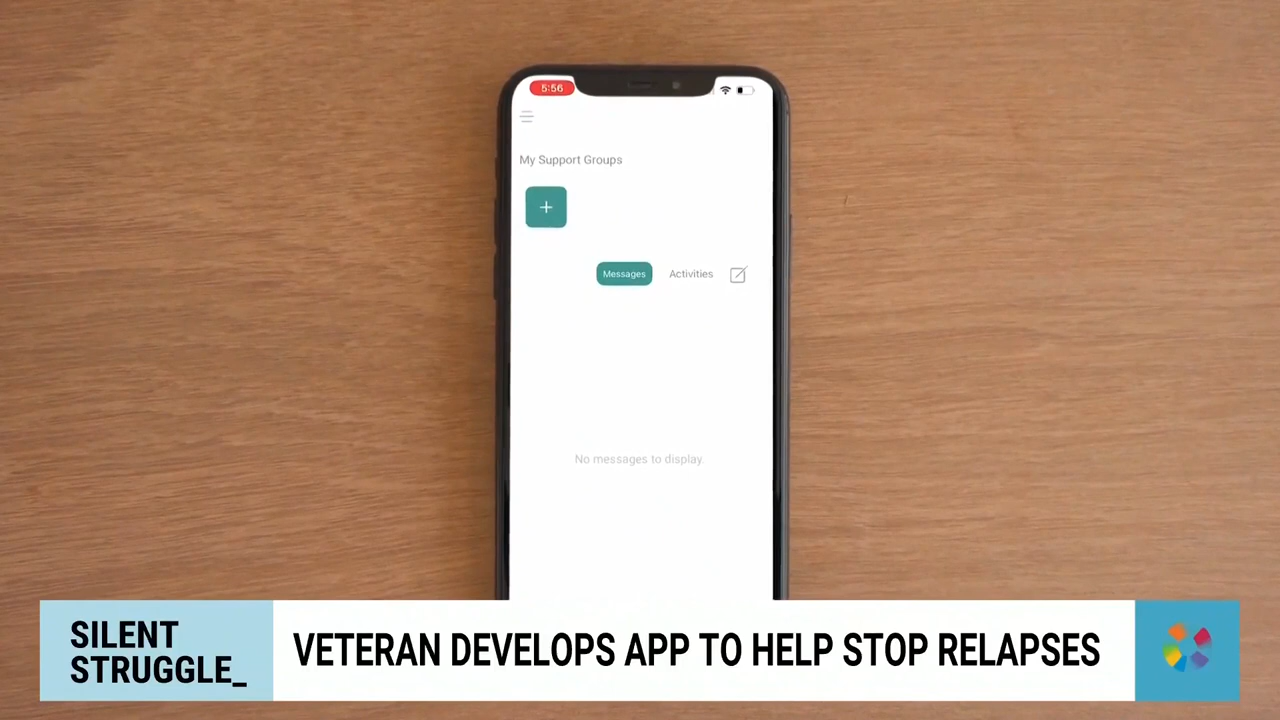 5:56
My Support Groups
+
Messages Activities
No messages to display.
SILENT
STRUGGLE_
VETERAN DEVELOPS APP TO HELP STOP RELAPSES